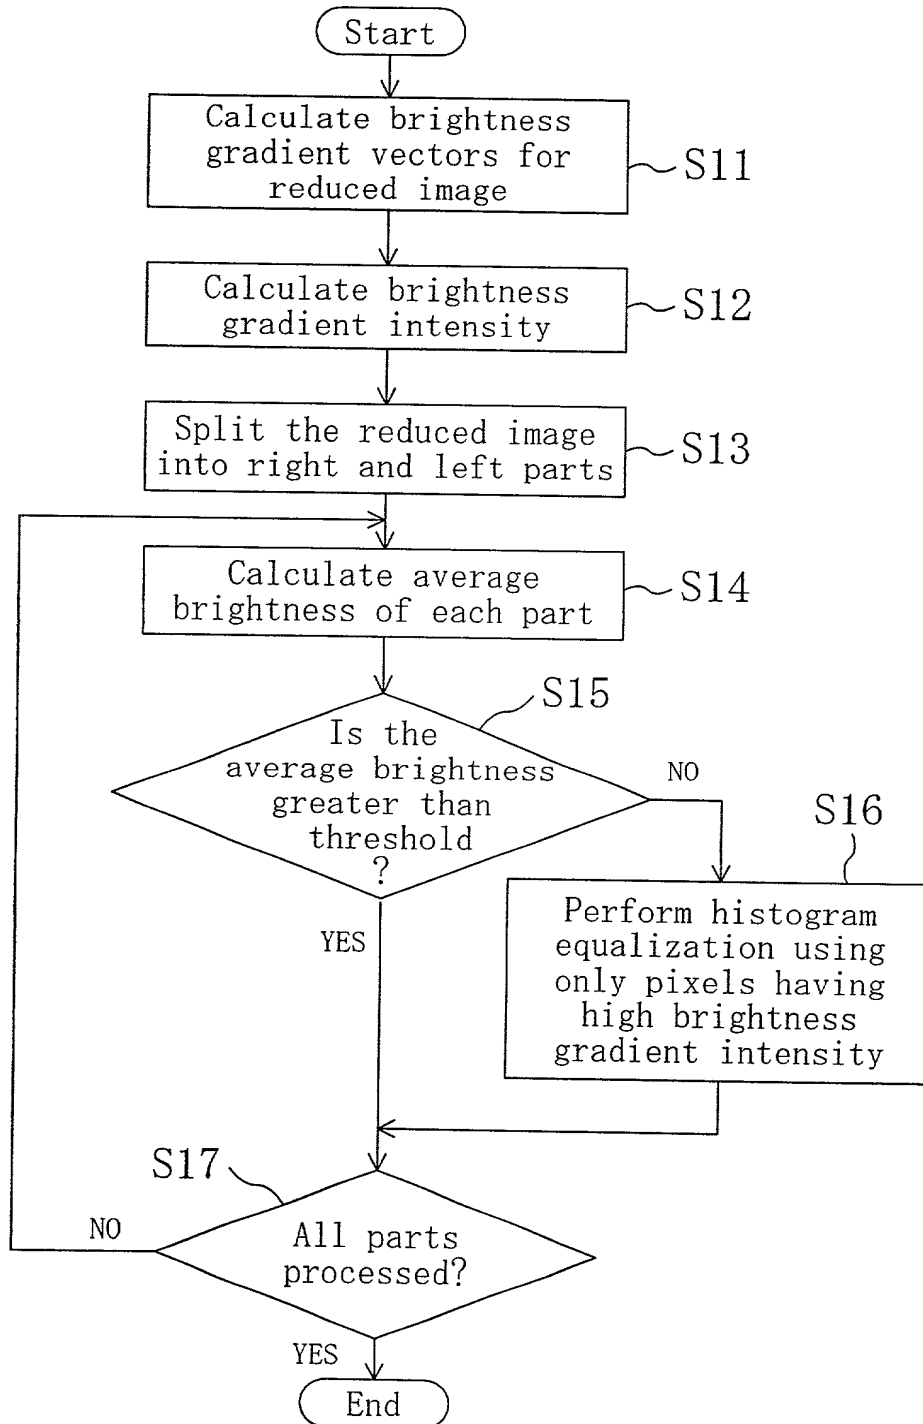 Start
Calculate brightness
gradient vectors for
reduced image
S11
Calculate brightness
gradient intensity
S12
Split the reduced image
into right and left parts
S13
Calculate average
brightness of each part
S14
S15
Is the
average brightness
greater than
threshold
?
NO
YES
S16
Perform histogram
equalization using
only pixels having
high brightness
gradient intensity
S17
All parts
processed?
NO
YES
End